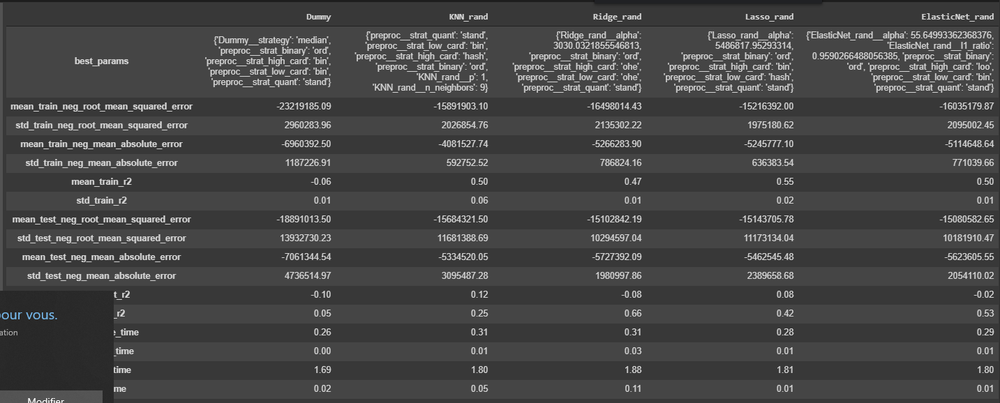 Dummy KNN_rand Ridge_rand Lasso_rand ElasticNet_rand
best_params
{'Dummy__strategy': 'median',
'preproc__strat_binary': 'ord',
'preproc__strat_high_card': 'bin',
'preproc__strat_low_card': 'bin',
'preproc__strat_quant': 'stand'}
{'preproc__strat_quant': 'stand',
'preproc__strat_low_card': 'bin',
'preproc__strat_high_card': 'hash',
'preproc__strat_binary': 'ord',
'KNN_rand__p': 1,
'KNN_rand__n_neighbors': 9}
{'Ridge_rand__alpha':
3030.0321855546813,
'preproc__strat_binary': 'ord',
'preproc__strat_high_card': 'ohe',
'preproc__strat_low_card': 'ohe',
'preproc__strat_quant': 'stand'}
{'Lasso_rand__alpha':
5486817.95293314,
'preproc__strat_binary': 'ord',
'preproc__strat_high_card': 'bin',
'preproc__strat_low_card': 'hash',
'preproc__strat_quant': 'stand'}
{'ElasticNet_rand__alpha': 55.64993362368376,
'ElasticNet_rand__l1_ratio':
0.9590266488056385, 'preproc__strat_binary':
'ord', 'preproc__strat_high_card': 'loo',
'preproc__strat_low_card': 'bin',
'preproc__strat_quant': 'stand'}
mean_train_neg_root_mean_squared_error -23219185.09 -15891903.10 -16498014.43 -15216392.00 -16035179.87
std_train_neg_root_mean_squared_error 2960283.96 2026854.76 2135302.22 1975180.62 2095002.45
mean_train_neg_mean_absolute_error -6960392.50 -4081527.74 -5266283.90 -5245777.10 -5114648.64
std_train_neg_mean_absolute_error 1187226.91 592752.52 786824.16 636383.54 771039.66
mean_train_r2 -0.06 0.50 0.47 0.55 0.50
std_train_r2 0.01 0.06 0.01 0.02 0.01
mean_test_neg_root_mean_squared_error -18891013.50 -15684321.50 -15102842.19 -15143705.78 -15080582.65
std_test_neg_root_mean_squared_error 13932730.23 11681388.69 10294597.04 11173134.04 10181910.47
mean_test_neg_mean_absolute_error -7061344.54 -5334520.05 -5727392.09 -5462545.48 -5623605.55
std_test_neg_mean_absolute_error 4736514.97 3095487.28 1980997.86 2389658.68 2054110.02
t_r2 -0.10 0.12 -0.08 0.08 -0.02
_r2 0.05 0.25 0.66 0.42 0.53
e_time 0.26 0.31 0.31 0.28 0.29
_time 0.00 0.01 0.03 0.01 0.01
time 1.69 1.80 1.88 1.81 1.80
me 0.02 0.05 0.11 0.01 0.01
our vous.
ation
Modifier